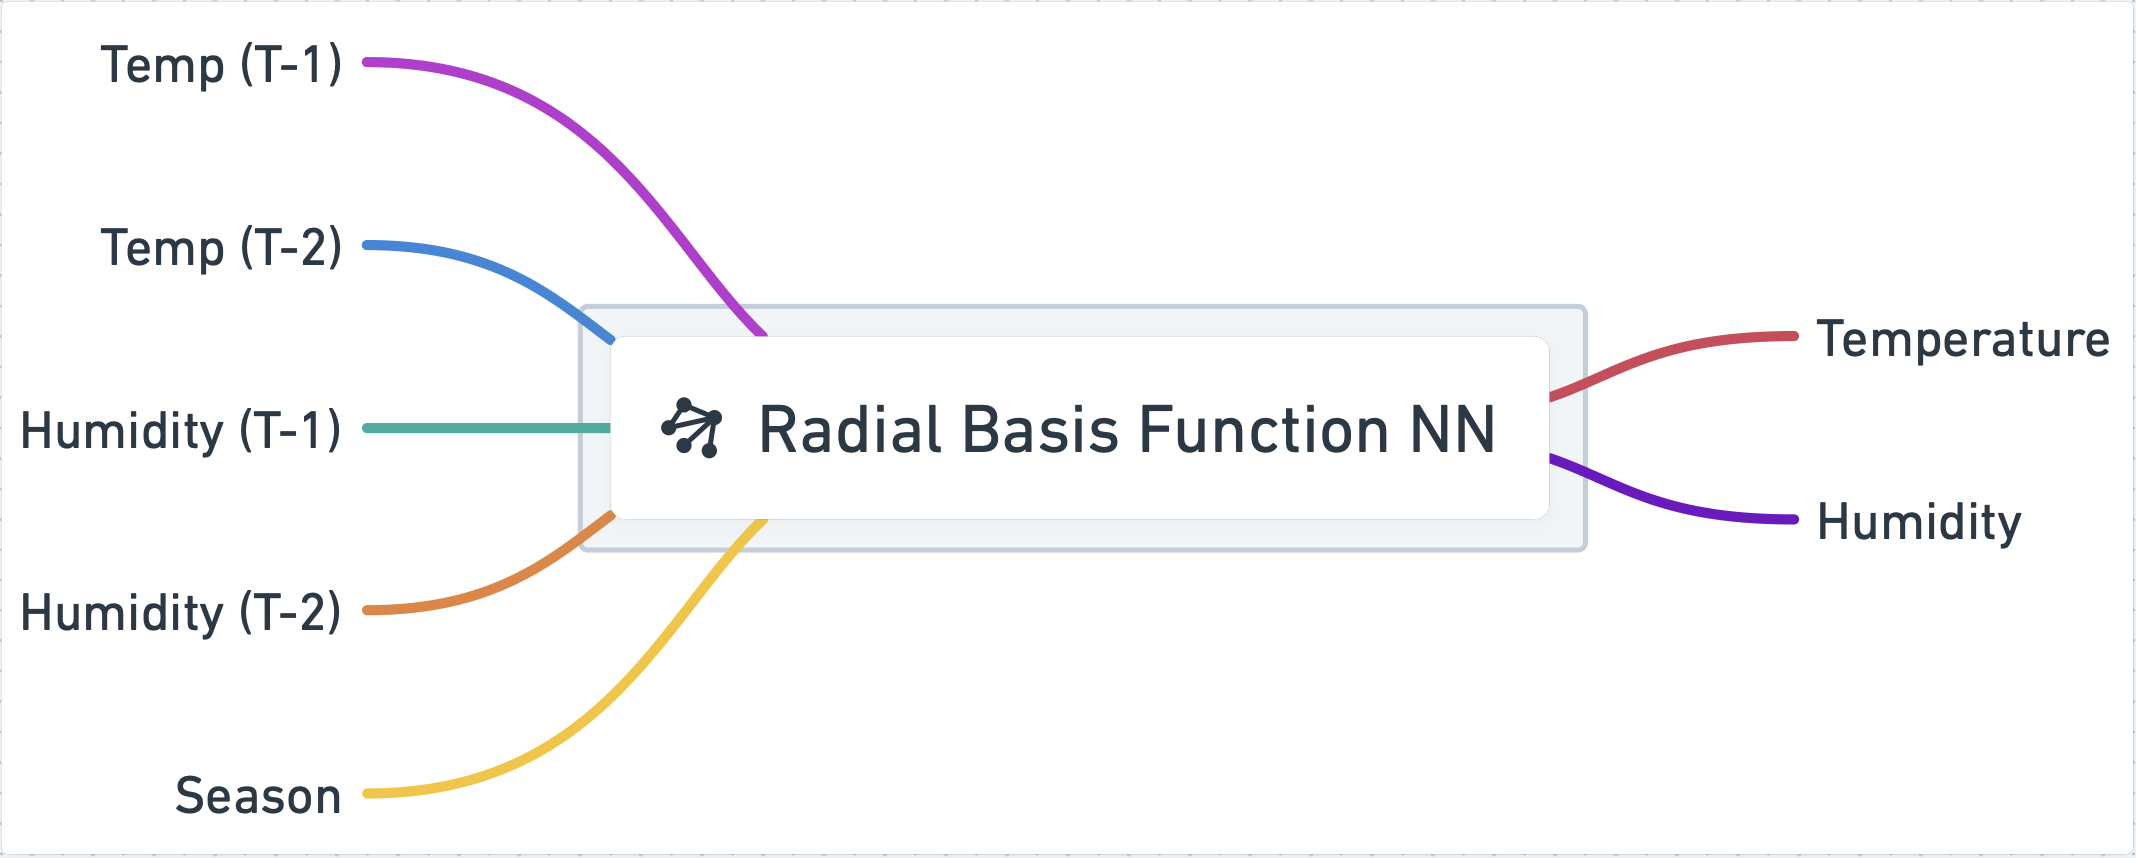 Temp (T-1)
Temp (T-2)
Humidity (T-1)
Humidity (T-2)
Season
Radial Basis Function NN
Temperature
Humidity